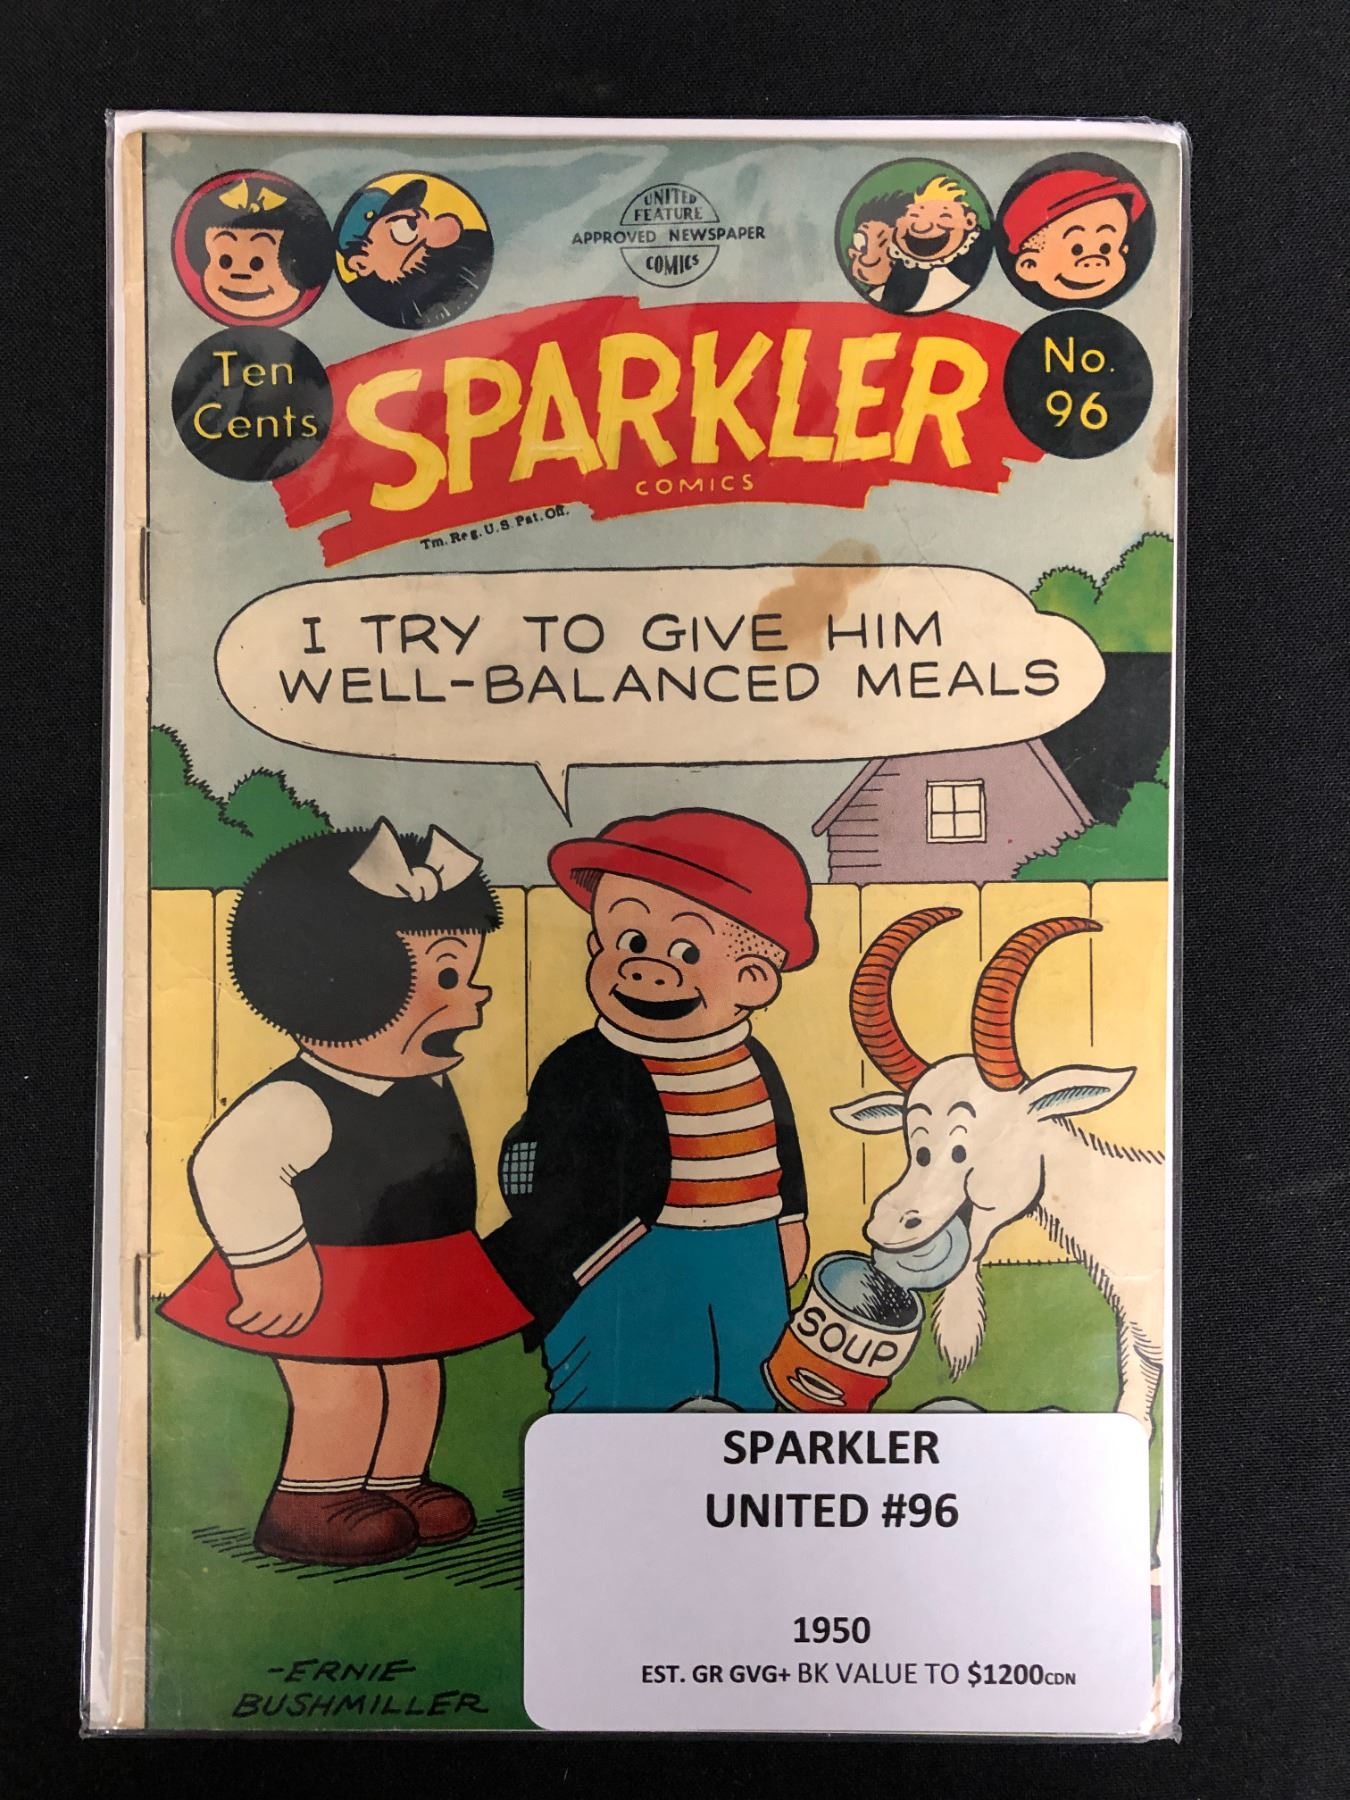 UNITED
FEATURE
APPROVED NEWSPAPER
COMICS
Ten
Cents
No.
96
SPARKLER
COMICS
Tm. Reg. U.S. Pat. Off.
I TRY TO GIVE HIM
WELL-BALANCED MEALS
SOUP
SPARKLER
UNITED #96
1950
EST. GR GVG+ BK VALUE TO $1200CDN
-ERNIE
BUSHMILLER